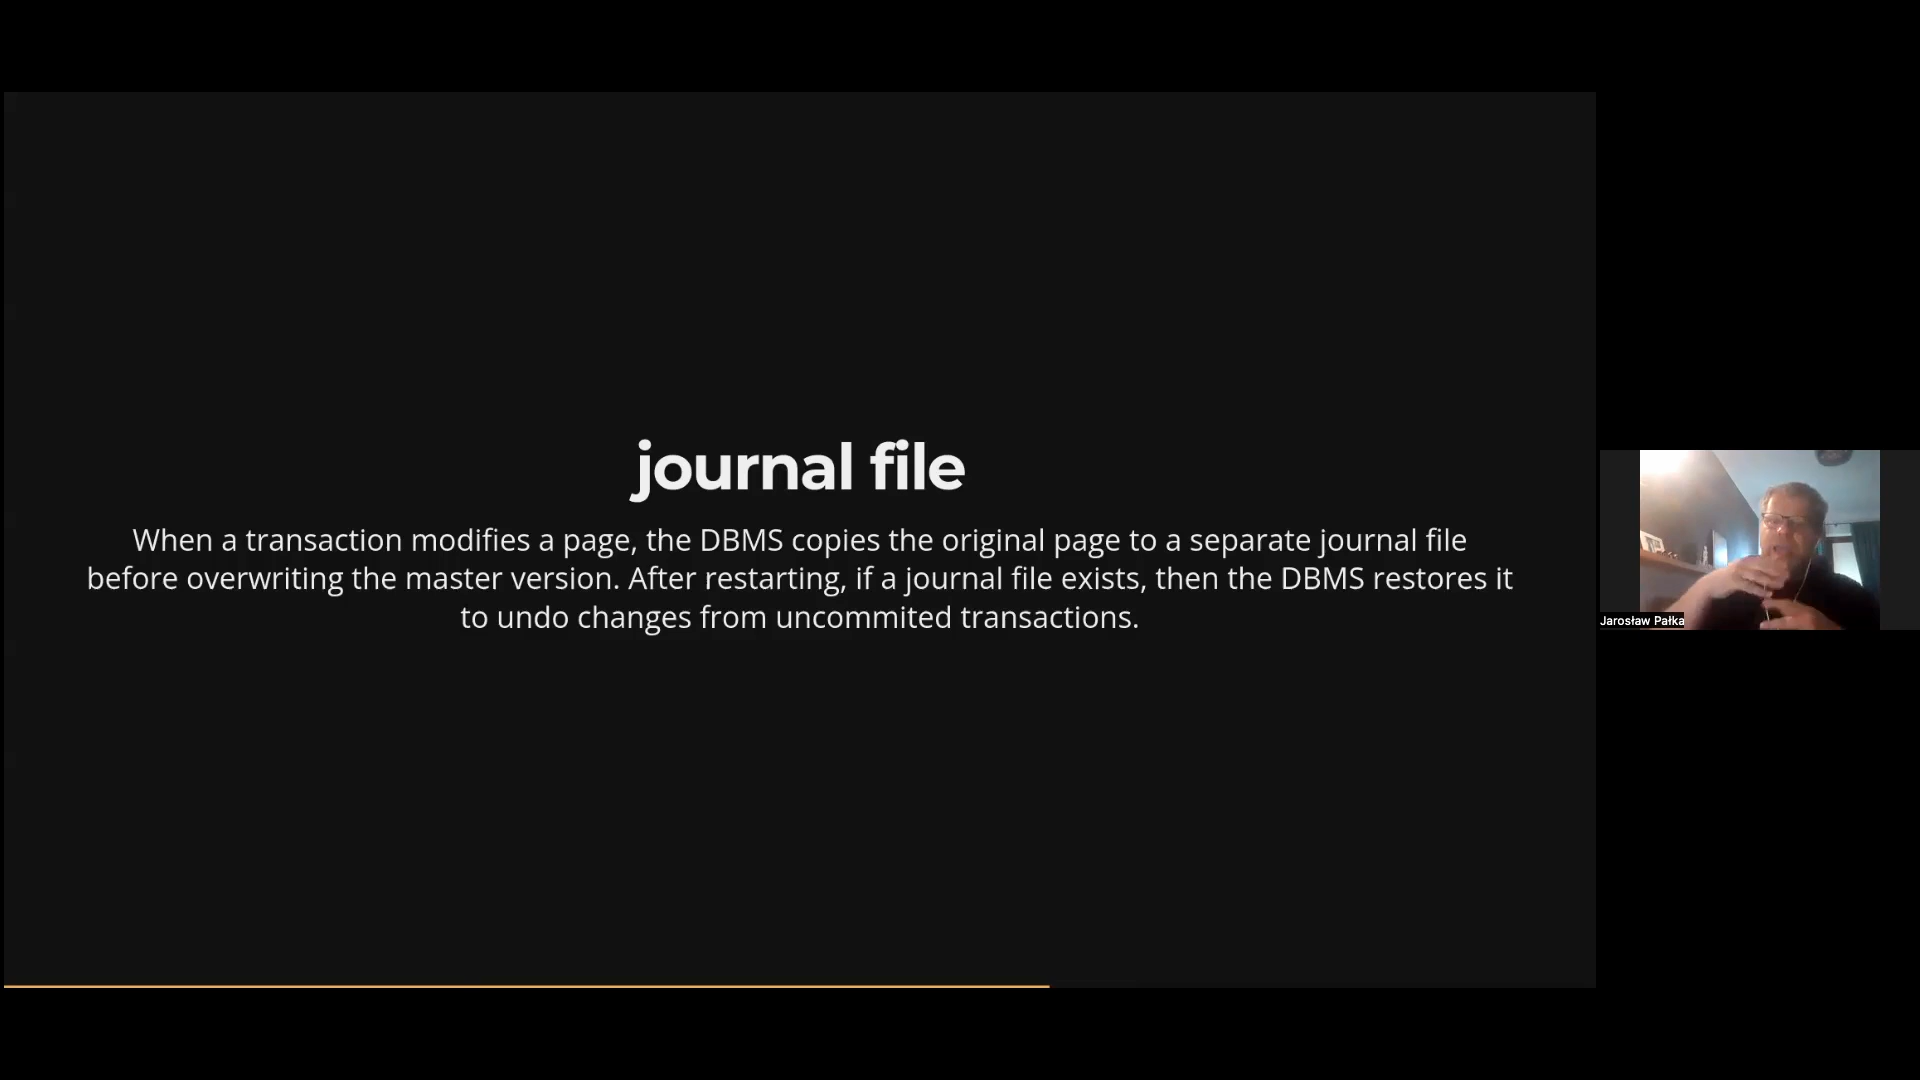 journal file
When a transaction modifies a page, the DBMS copies the original page to a separate journal file
before overwriting the master version. After restarting, if a journal file exists, then the DBMS restores it
to undo changes from uncommited transactions.
Jarosław Pałka